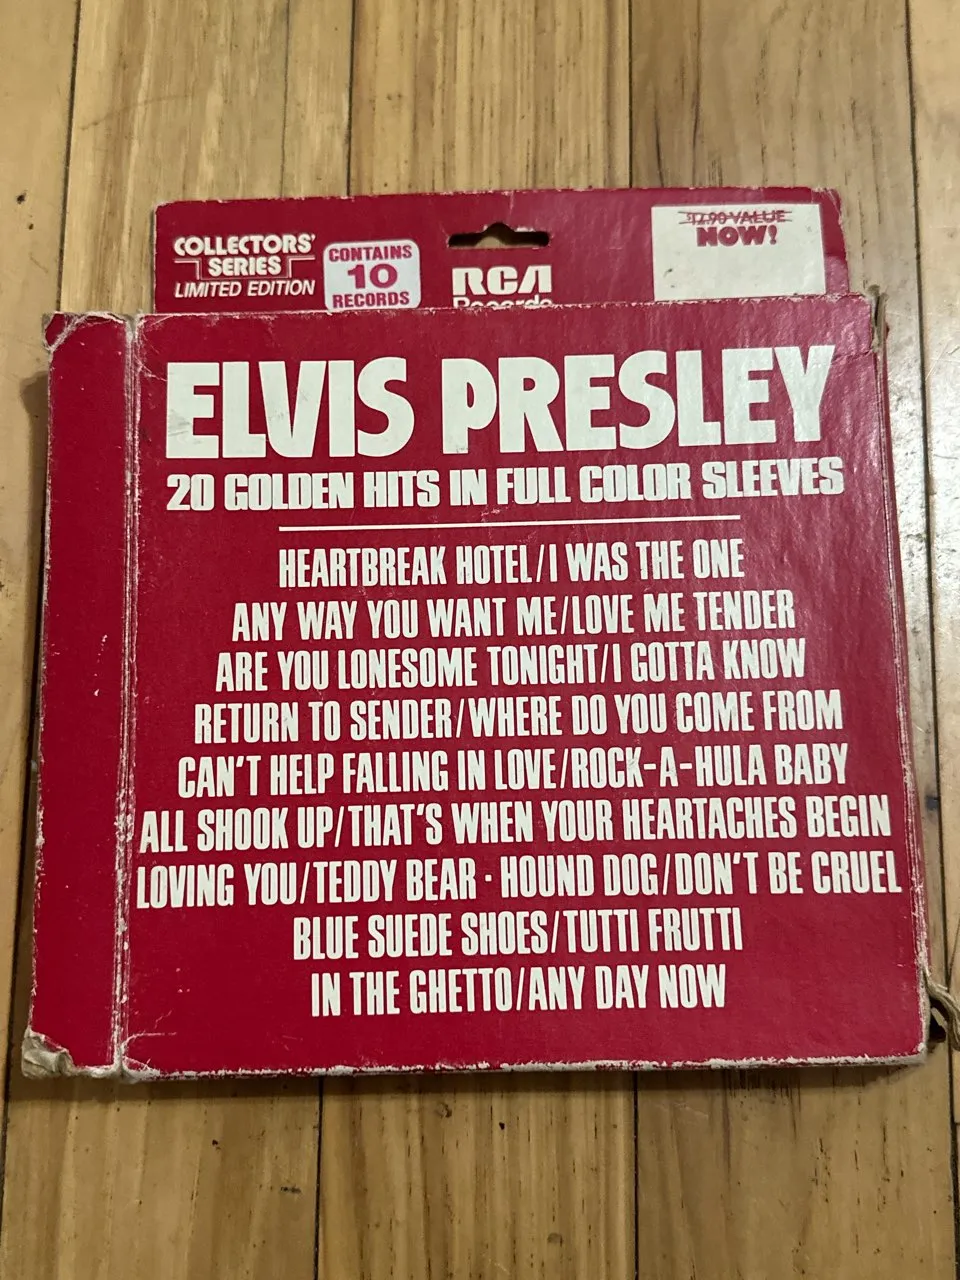 COLLECTORS'
SERIES
LIMITED EDITION
CONTAINS
10
RECORDS
RCA
Records
$12.90 VALUE
NOW!
ELVIS PRESLEY
20 GOLDEN HITS IN FULL COLOR SLEEVES
HEARTBREAK HOTEL/I WAS THE ONE
ANY WAY YOU WANT ME/LOVE ME TENDER
ARE YOU LONESOME TONIGHT/I GOTTA KNOW
RETURN TO SENDER/WHERE DO YOU COME FROM
CAN'T HELP FALLING IN LOVE/ROCK-A-HULA BABY
ALL SHOOK UP/THAT'S WHEN YOUR HEARTACHES BEGIN
LOVING YOU/TEDDY BEAR · HOUND DOG/DON'T BE CRUEL
BLUE SUEDE SHOES/TUTTI FRUTTI
IN THE GHETTO/ANY DAY NOW